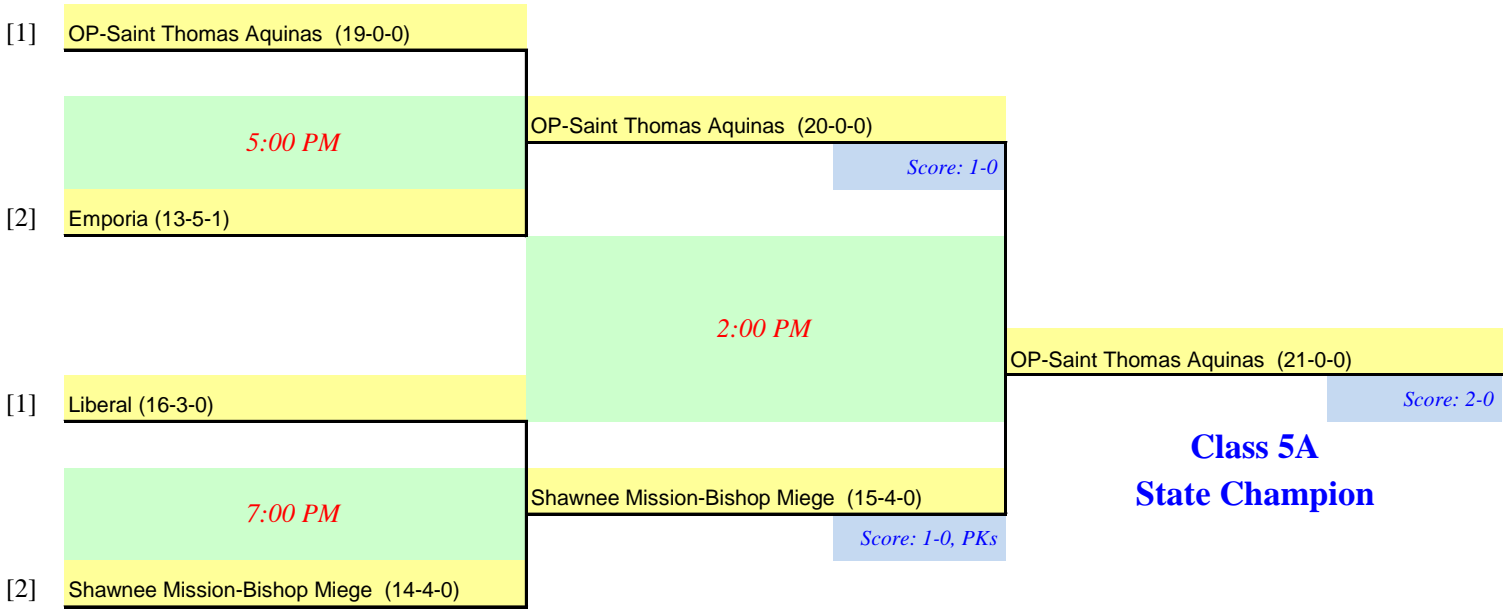 [1] OP-Saint Thomas Aquinas (19-0-0)
5:00 PM
OP-Saint Thomas Aquinas (20-0-0)
Score: 1-0
[2] Emporia (13-5-1)
2:00 PM
OP-Saint Thomas Aquinas (21-0-0)
Score: 2-0
[1] Liberal (16-3-0)
Class 5A
State Champion
7:00 PM
Shawnee Mission-Bishop Miege (15-4-0)
Score: 1-0, PKs
[2] Shawnee Mission-Bishop Miege (14-4-0)